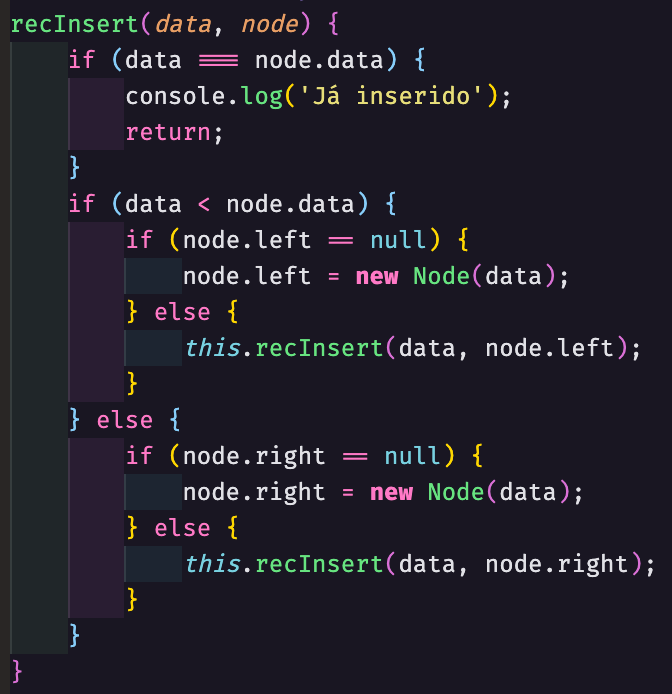 recInsert(data, node) {
    if (data === node.data) {
        console.log('Já inserido');
        return;
    }
    if (data < node.data) {
        if (node.left == null) {
            node.left = new Node(data);
        } else {
            this.recInsert(data, node.left);
        }
    } else {
        if (node.right == null) {
            node.right = new Node(data);
        } else {
            this.recInsert(data, node.right);
        }
    }
}